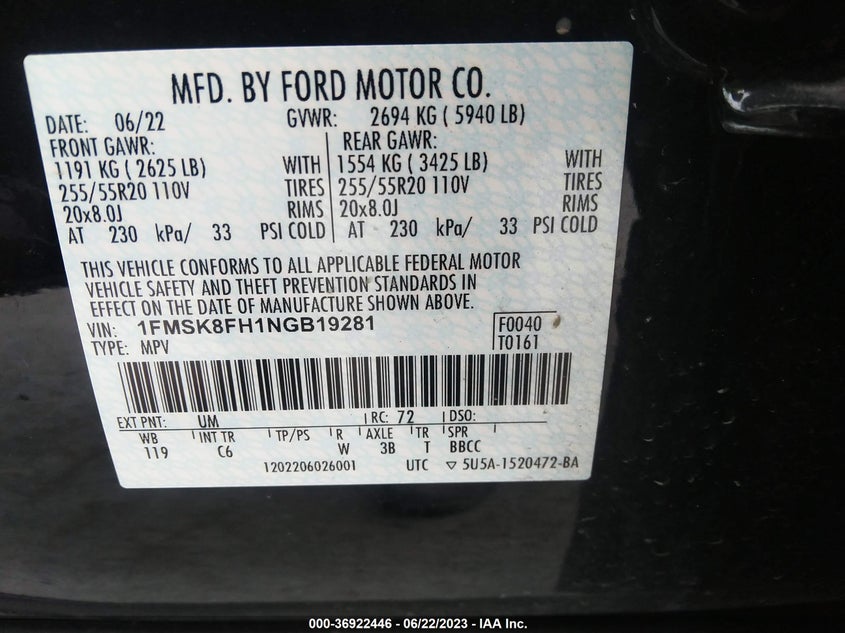 MFD. BY FORD MOTOR CO.
DATE: 06/22 GVWR: 2694 KG ( 5940 LB)
FRONT GAWR: REAR GAWR:
1191 KG ( 2625 LB) WITH 1554 KG ( 3425 LB) WITH
255/55R20 110V TIRES 255/55R20 110V TIRES
20x8.0J RIMS 20x8.0J RIMS
AT 230 kPa/ 33 PSI COLD AT 230 kPa/ 33 PSI COLD
THIS VEHICLE CONFORMS TO ALL APPLICABLE FEDERAL MOTOR
VEHICLE SAFETY AND THEFT PREVENTION STANDARDS IN
EFFECT ON THE DATE OF MANUFACTURE SHOWN ABOVE.
VIN: 1FMSK8FH1NGB19281 F0040
TYPE: MPV T0161
EXT PNT: UM RC: 72 DSO:
WB INT TR TP/PS R AXLE TR SPR
119 C6 W 3B T BBCC
1202206026001 UTC ▽ 5U5A-1520472-BA
000-36922446 - 06/22/2023 - IAA Inc.